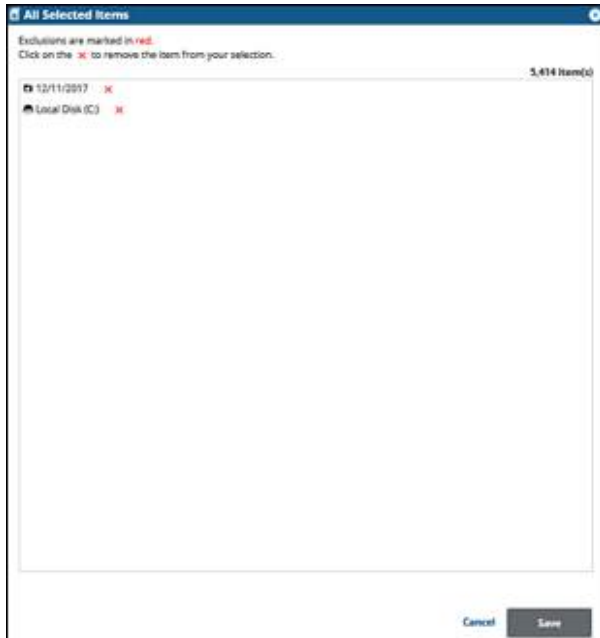 All Selected Items
Exclusions are marked in red.
Click on the × to remove the item from your selection.
5,414 Item(s)
12/11/2017 ×
Local Disk (C:) ×
Cancel Save